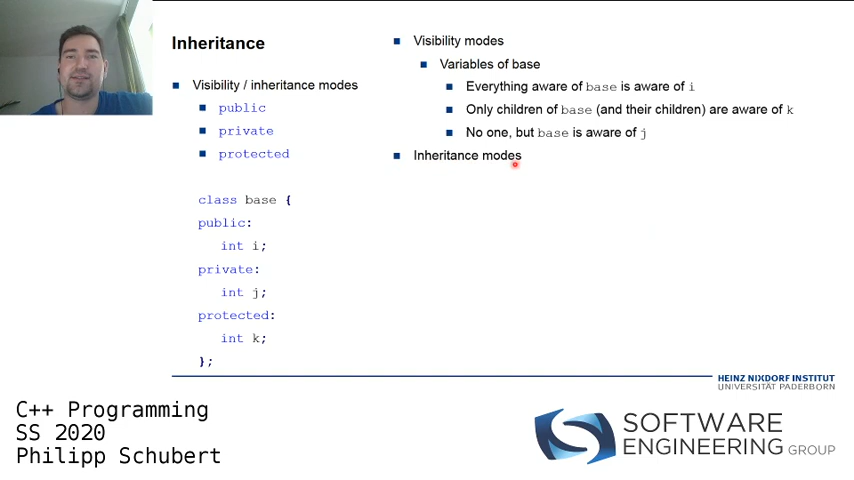 Inheritance
Visibility / inheritance modes
public
private
protected
class base {
public:
int i;
private:
int j;
protected:
int k;
};
Visibility modes
Variables of base
Everything aware of base is aware of i
Only children of base (and their children) are aware of k
No one, but base is aware of j
Inheritance modes
HEINZ NIXDORF INSTITUT
UNIVERSITÄT PADERBORN
C++ Programming
SS 2020
Philipp Schubert
SOFTWARE
ENGINEERING GROUP